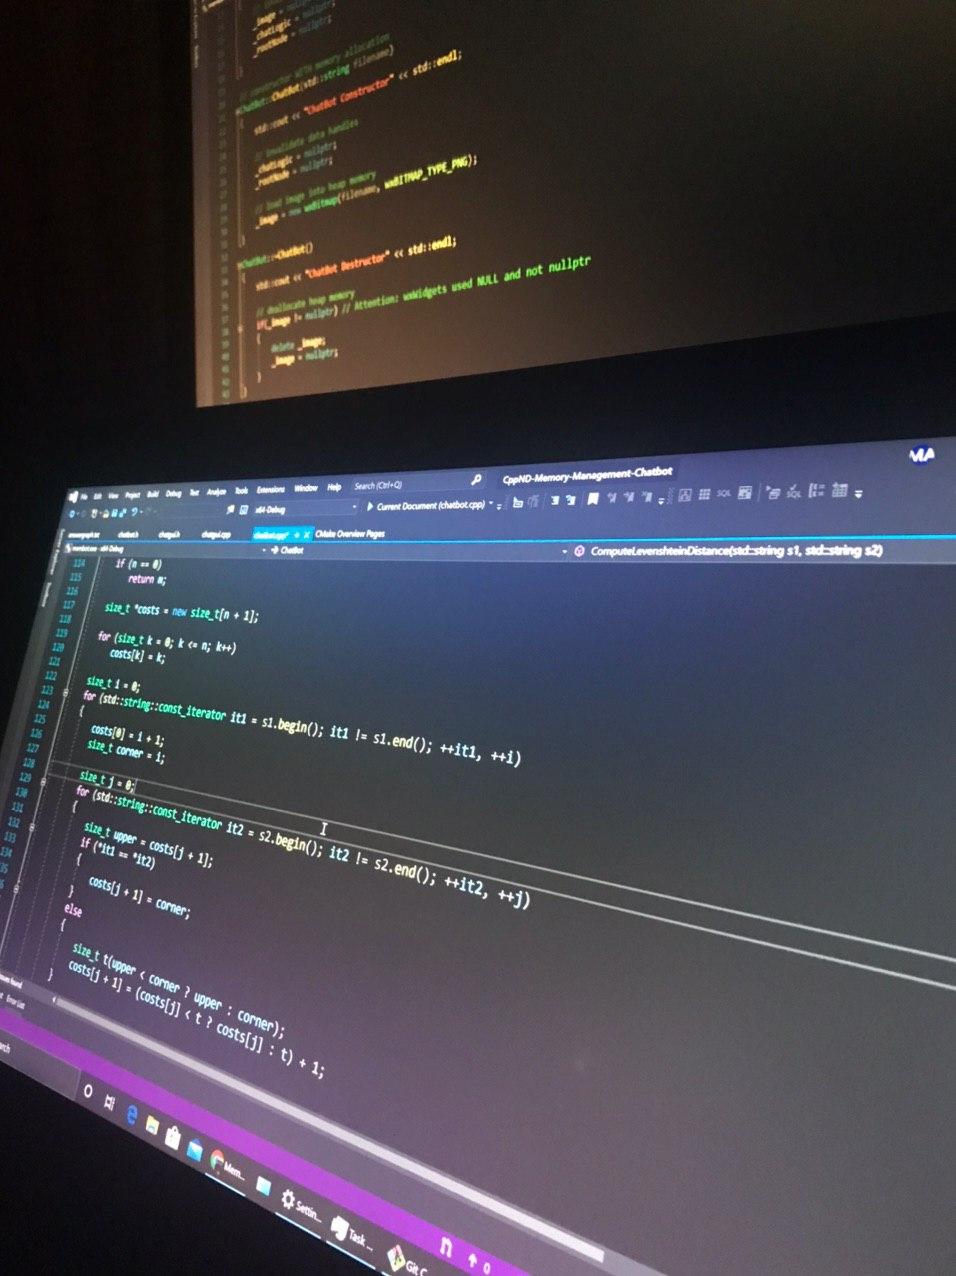 _image = nullptr;
_chatLogic = nullptr;
_rootNode = nullptr;
}
// constructor WITH memory allocation
ChatBot::ChatBot(std::string filename)
{
std::cout << "ChatBot Constructor" << std::endl;
// invalidate data handles
_chatLogic = nullptr;
_rootNode = nullptr;
// load image into heap memory
_image = new wxBitmap(filename, wxBITMAP_TYPE_PNG);
}
ChatBot::~ChatBot()
{
std::cout << "ChatBot Destructor" << std::endl;
// deallocate heap memory
if(_image != nullptr) // Attention: wxWidgets used NULL and not nullptr
{
delete _image;
_image = nullptr;
}
}
File Edit View Project Build Debug Test Analyze Tools Extensions Window Help Search (Ctrl+Q) CppND-Memory-Management-Chatbot MA
x64-Debug Current Document (chatbot.cpp) SQL SQL
answergraph.txt chatbot.h chatgui.h chatgui.cpp chatbot.cpp* CMake Overview Pages
membot.exe - x64-Debug ChatBot ComputeLevenshteinDistance(std::string s1, std::string s2)
114 if (n == 0)
115 return m;
116
117 size_t *costs = new size_t[n + 1];
118
119 for (size_t k = 0; k <= n; k++)
120 costs[k] = k;
121
122 size_t i = 0;
123 for (std::string::const_iterator it1 = s1.begin(); it1 != s1.end(); ++it1, ++i)
124 {
125 costs[0] = i + 1;
126 size_t corner = i;
127
128 size_t j = 0;
129 for (std::string::const_iterator it2 = s2.begin(); it2 != s2.end(); ++it2, ++j)
130 {
131 size_t upper = costs[j + 1];
132 if (*it1 == *it2)
133 {
134 costs[j + 1] = corner;
}
else
{
size_t t(upper < corner ? upper : corner);
costs[j + 1] = (costs[j] < t ? costs[j] : t) + 1;
}
Error List
Mem...
Settin...
Task ...
Git C
0